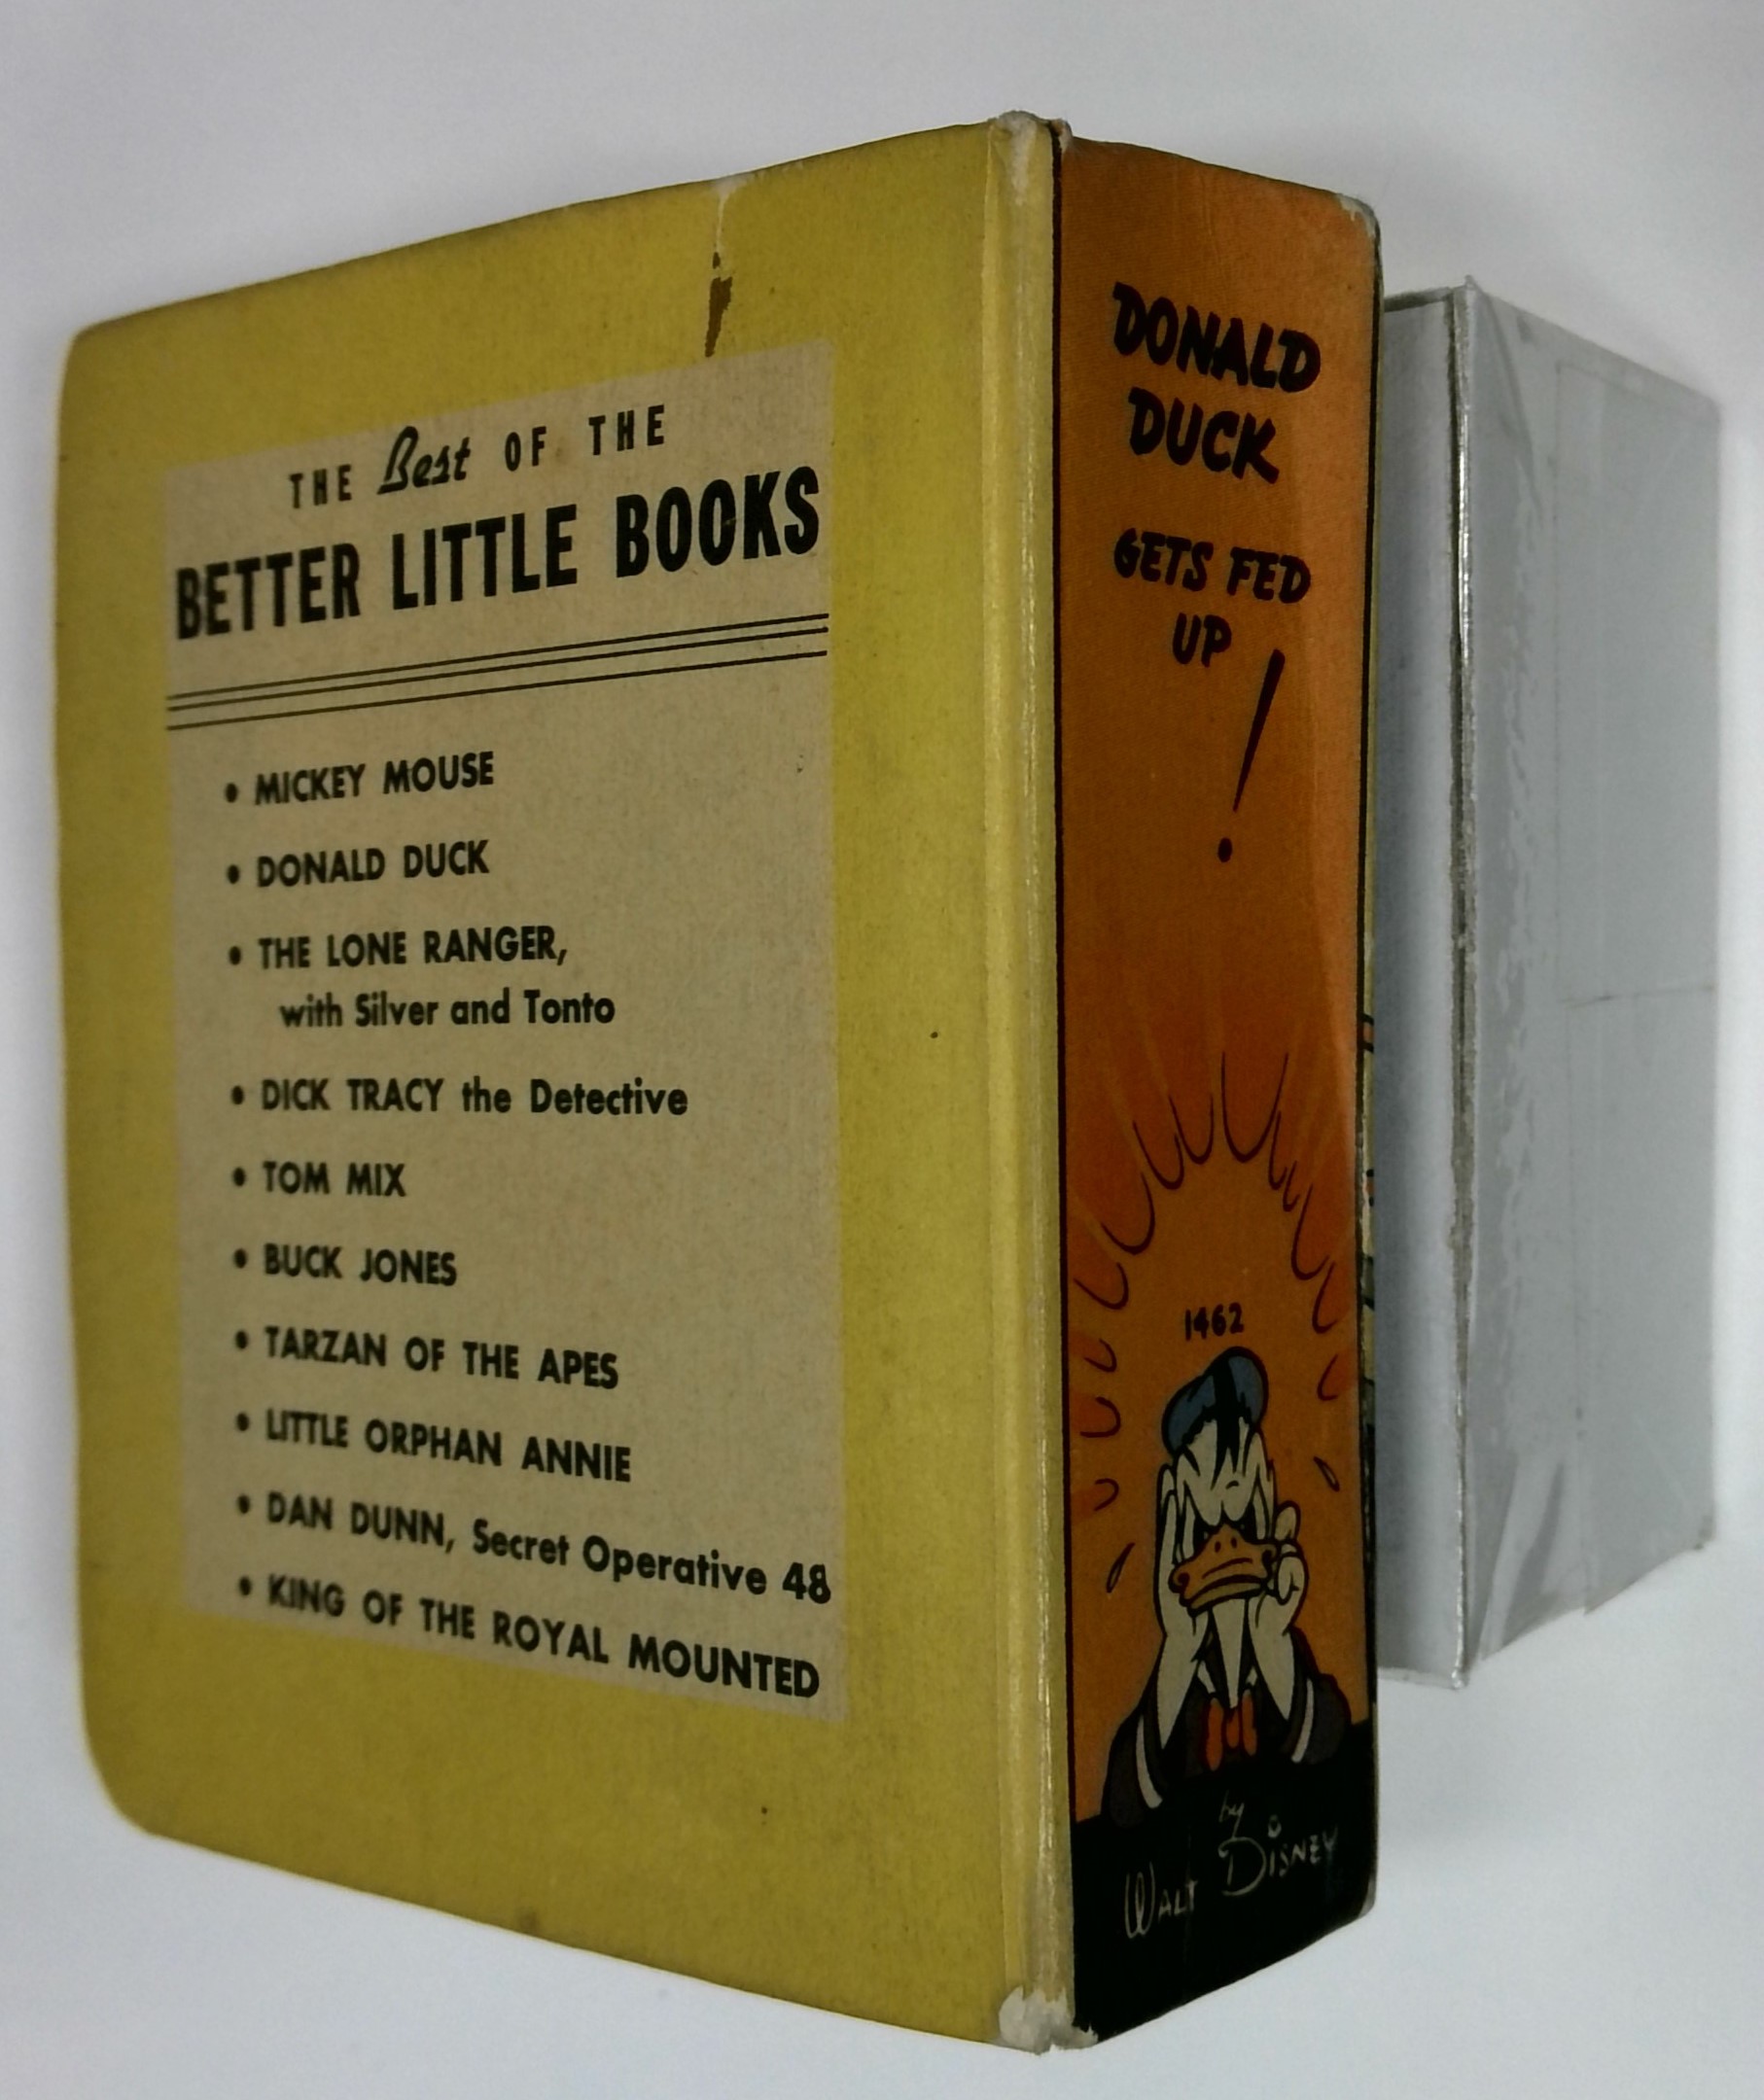 THE Best OF THE
BETTER LITTLE BOOKS
• MICKEY MOUSE
• DONALD DUCK
• THE LONE RANGER,
with Silver and Tonto
• DICK TRACY the Detective
• TOM MIX
• BUCK JONES
• TARZAN OF THE APES
• LITTLE ORPHAN ANNIE
• DAN DUNN, Secret Operative 48
• KING OF THE ROYAL MOUNTED
DONALD
DUCK
GETS FED
UP!
1462
by
WALT DISNEY